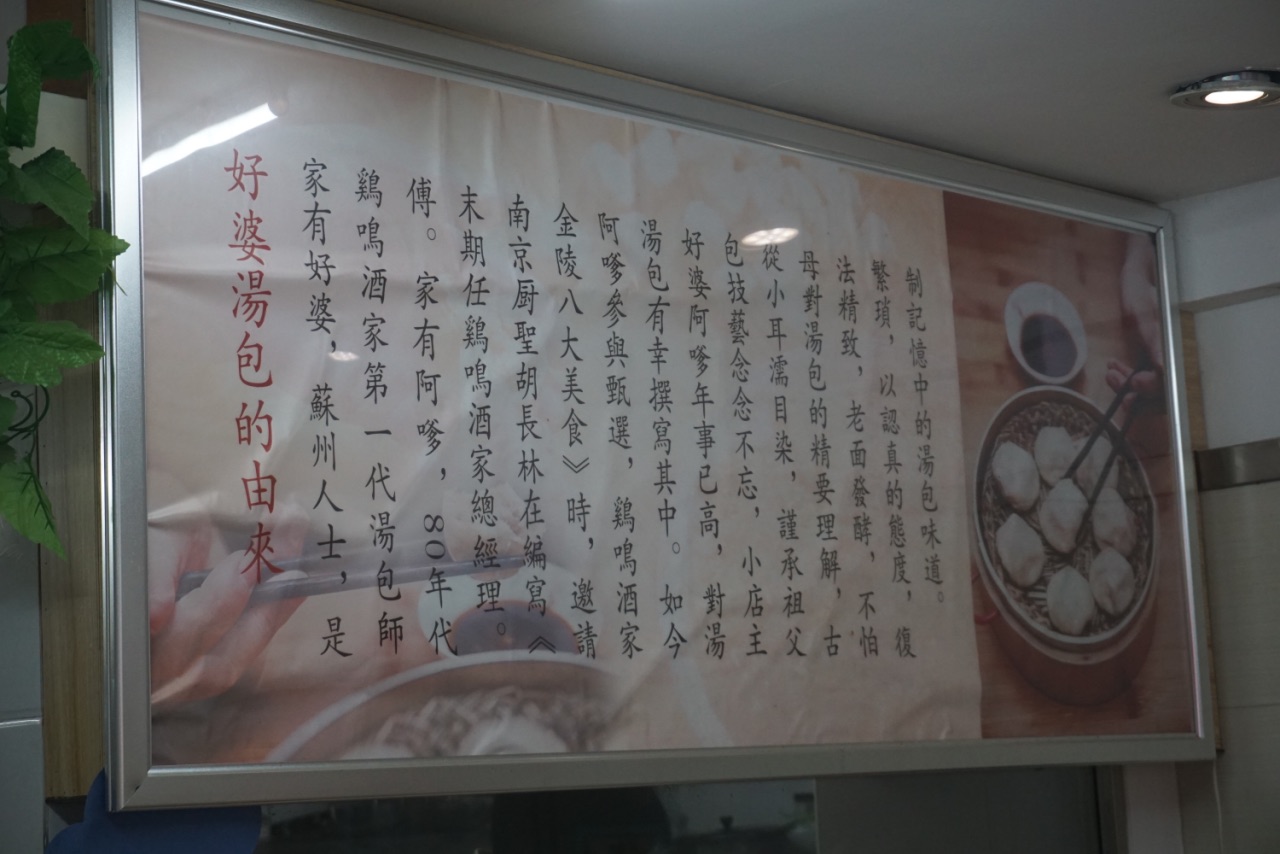 好婆湯包的由來
家有好婆，蘇州人士，是
鷄鳴酒家第一代湯包師
傅。家有阿嗲，80年代
末期任鷄鳴酒家總經理。
南京厨聖胡長林在編寫《
金陵八大美食》時，邀請
阿嗲參與甄選，鷄鳴酒家
湯包有幸撰寫其中。如今
好婆阿嗲年事已高，對湯
包技藝念念不忘，小店主
從小耳濡目染，謹承祖父
母對湯包的精要理解，古
法精致，老面發酵，不怕
繁瑣，以認真的態度，復
制記憶中的湯包味道。